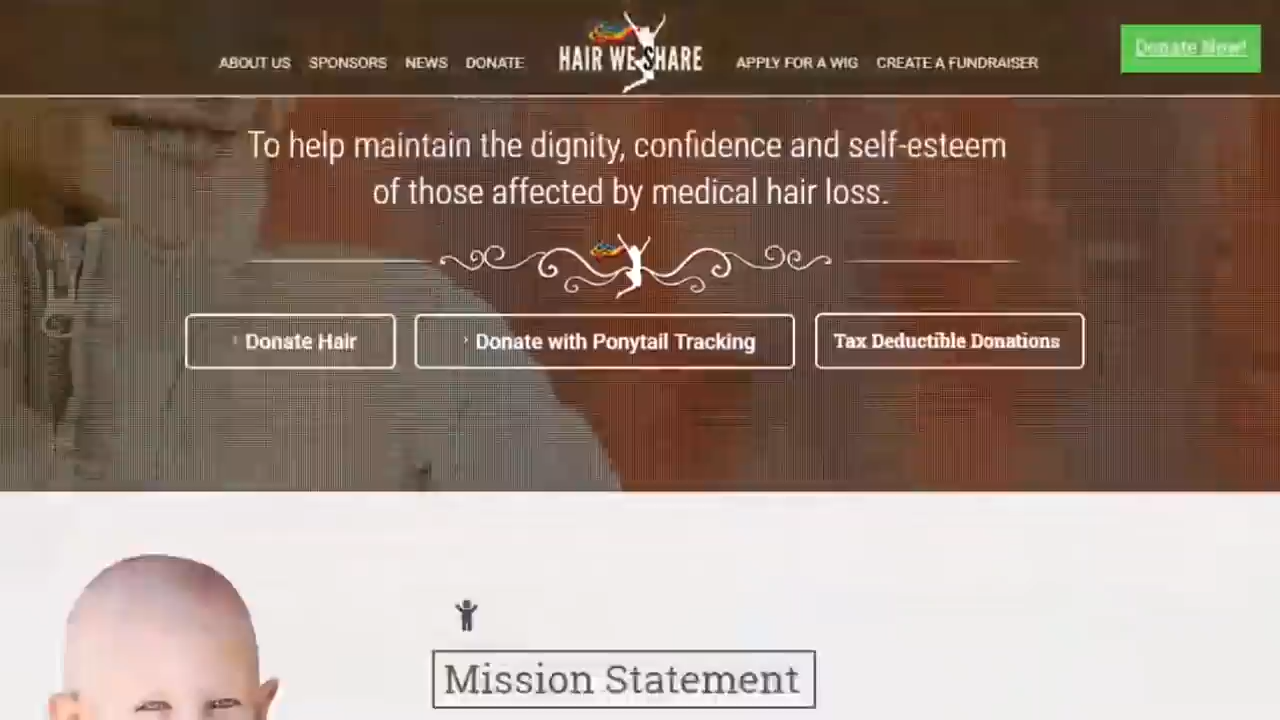 ABOUT US SPONSORS NEWS DONATE HAIR WE SHARE APPLY FOR A WIG CREATE A FUNDRAISER Donate Now!
To help maintain the dignity, confidence and self-esteem
of those affected by medical hair loss.
› Donate Hair › Donate with Ponytail Tracking Tax Deductible Donations
Mission Statement